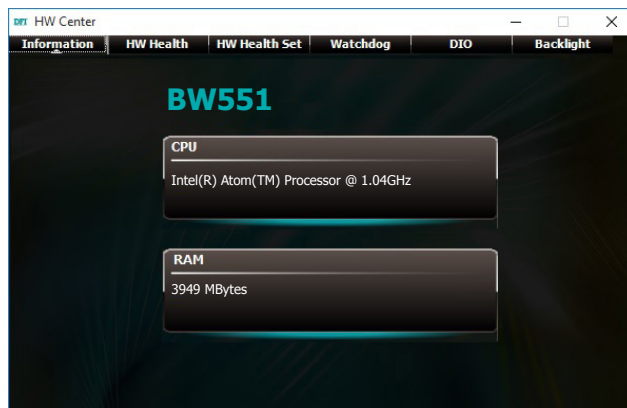 DFI HW Center
Information HW Health HW Health Set Watchdog DIO Backlight
BW551
CPU
Intel(R) Atom(TM) Processor @ 1.04GHz
RAM
3949 MBytes